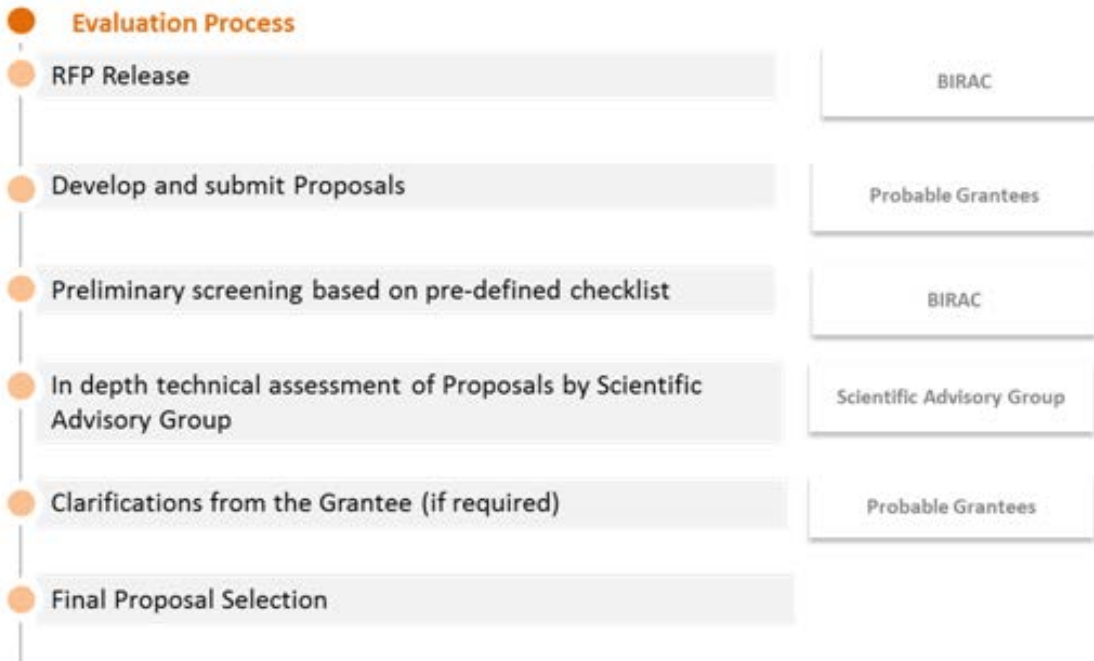 Evaluation Process
RFP Release
BIRAC
Develop and submit Proposals
Probable Grantees
Preliminary screening based on pre-defined checklist
BIRAC
In depth technical assessment of Proposals by Scientific
Advisory Group
Scientific Advisory Group
Clarifications from the Grantee (if required)
Probable Grantees
Final Proposal Selection